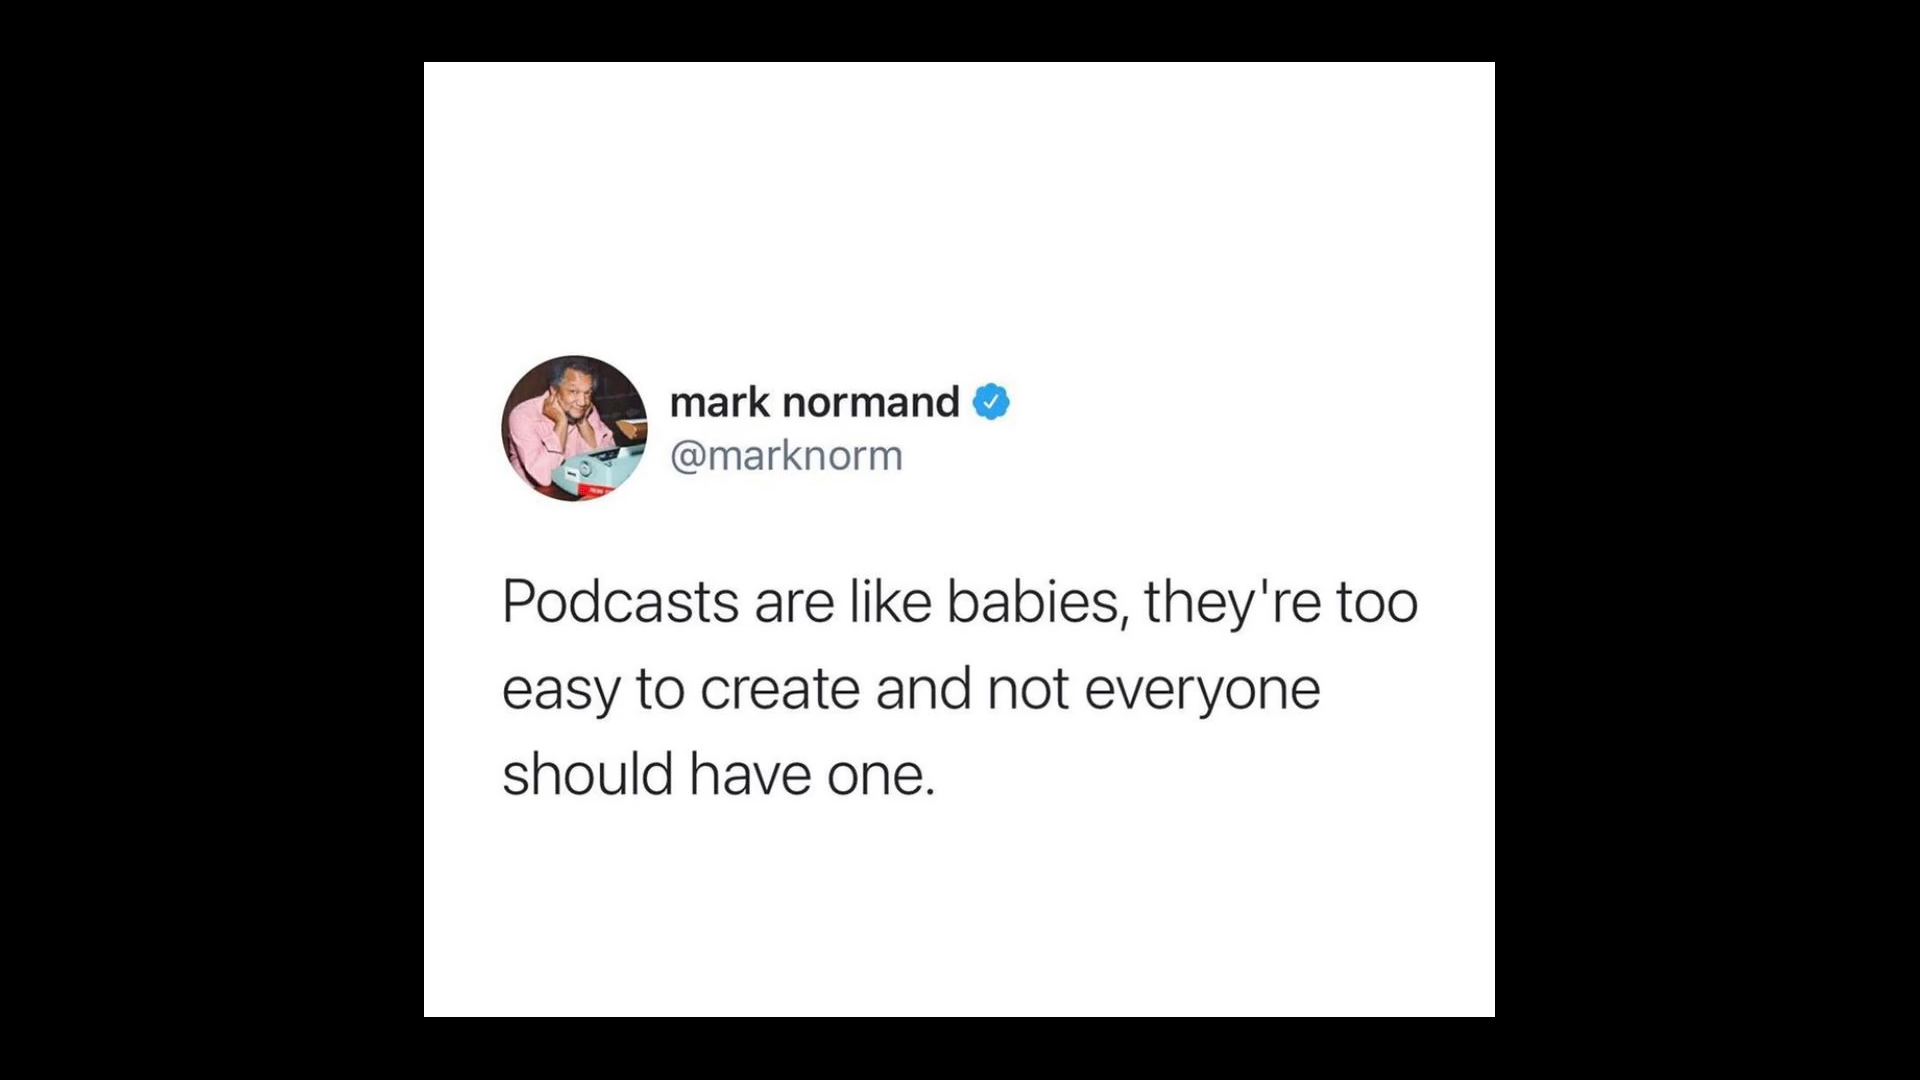 mark normand
@marknorm
Podcasts are like babies, they're too
easy to create and not everyone
should have one.